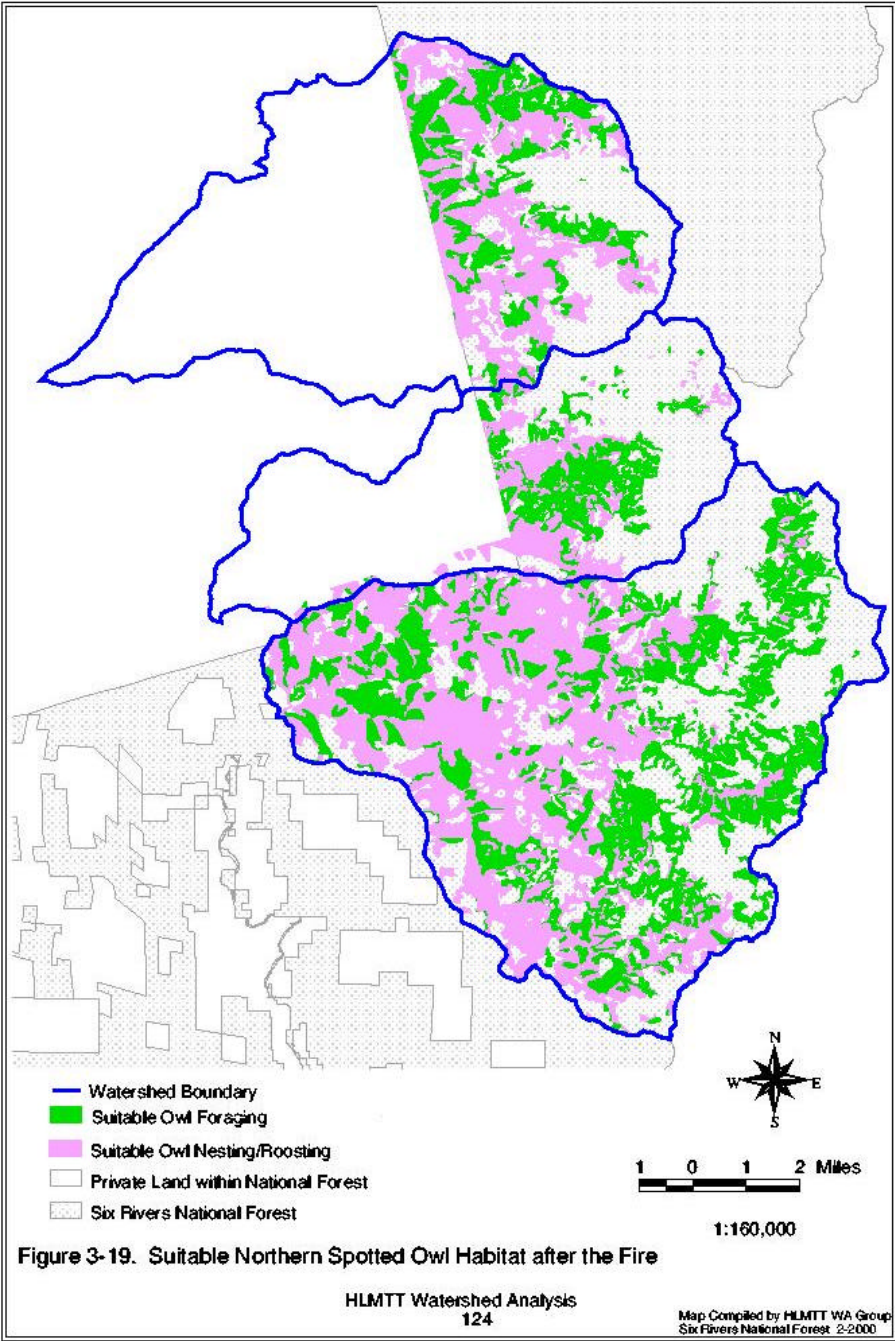 N
W E
S
Watershed Boundary
Suitable Owl Foraging
Suitable Owl Nesting/Roosting
Private Land within National Forest
Six Rivers National Forest
1 0 1 2 Miles
1:160,000
Figure 3-19. Suitable Northern Spotted Owl Habitat after the Fire
HLMTT Watershed Analysis
124
Map Compiled by HLMTT WA Group
Six Rivers National Forest 2-2000